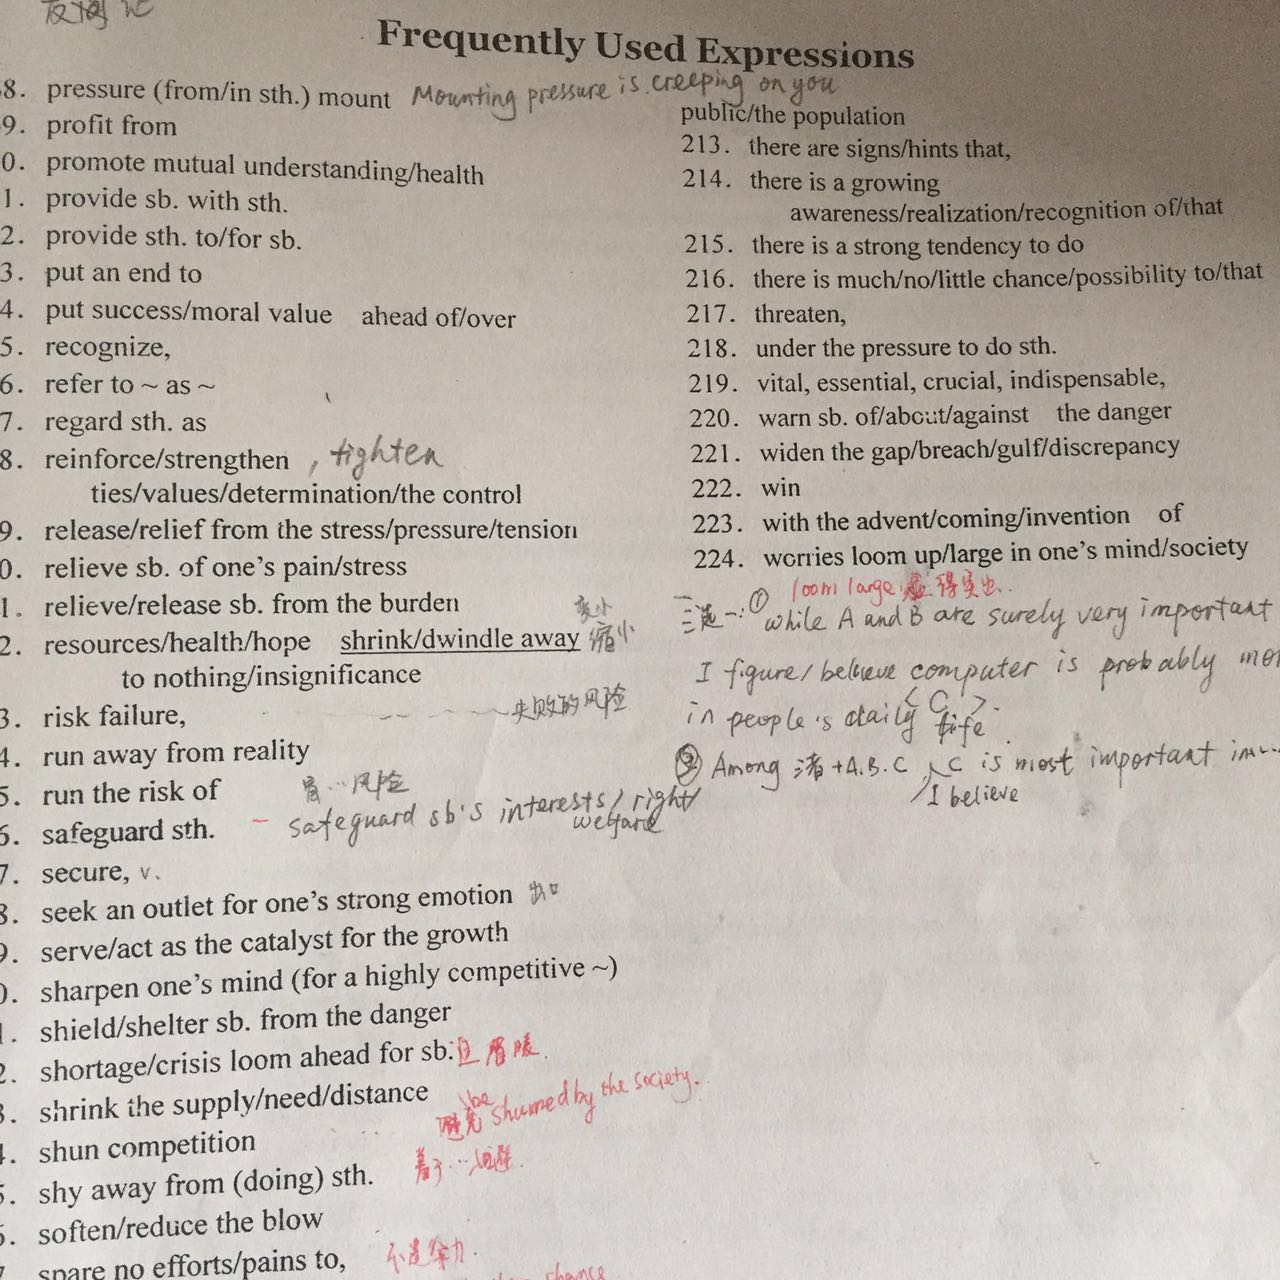 Frequently Used Expressions
8. pressure (from/in sth.) mount Mounting pressure is creeping on you
9. profit from
0. promote mutual understanding/health
1. provide sb. with sth.
2. provide sth. to/for sb.
3. put an end to
4. put success/moral value ahead of/over
5. recognize,
6. refer to ~ as ~
7. regard sth. as
8. reinforce/strengthen , tighten
ties/values/determination/the control
9. release/relief from the stress/pressure/tension
0. relieve sb. of one's pain/stress
1. relieve/release sb. from the burden
变小
2. resources/health/hope shrink/dwindle away 缩小
to nothing/insignificance
3. risk failure, 失败的风险
4. run away from reality
5. run the risk of 冒…风险
6. safeguard sth. – safeguard sb's interests/right/
welfare
7. secure, v.
8. seek an outlet for one's strong emotion 出口
9. serve/act as the catalyst for the growth
0. sharpen one's mind (for a highly competitive ~)
1. shield/shelter sb. from the danger
2. shortage/crisis loom ahead for sb.
3. shrink the supply/need/distance
be shunned by the society.
4. shun competition 避免
5. shy away from (doing) sth.
6. soften/reduce the blow
7. spare no efforts/pains to, 不遗余力.
chance
public/the population
213. there are signs/hints that,
214. there is a growing
awareness/realization/recognition of/that
215. there is a strong tendency to do
216. there is much/no/little chance/possibility to/that
217. threaten,
218. under the pressure to do sth.
219. vital, essential, crucial, indispensable,
220. warn sb. of/about/against the danger
221. widen the gap/breach/gulf/discrepancy
222. win
223. with the advent/coming/invention of
224. worries loom up/large in one's mind/society
loom large 显得突出.
三选一: ① while A and B are surely very important
I figure/believe computer is probably mor
<C>.
in people's daily life.
② Among 诸 + A.B.C C is most important in…
I believe